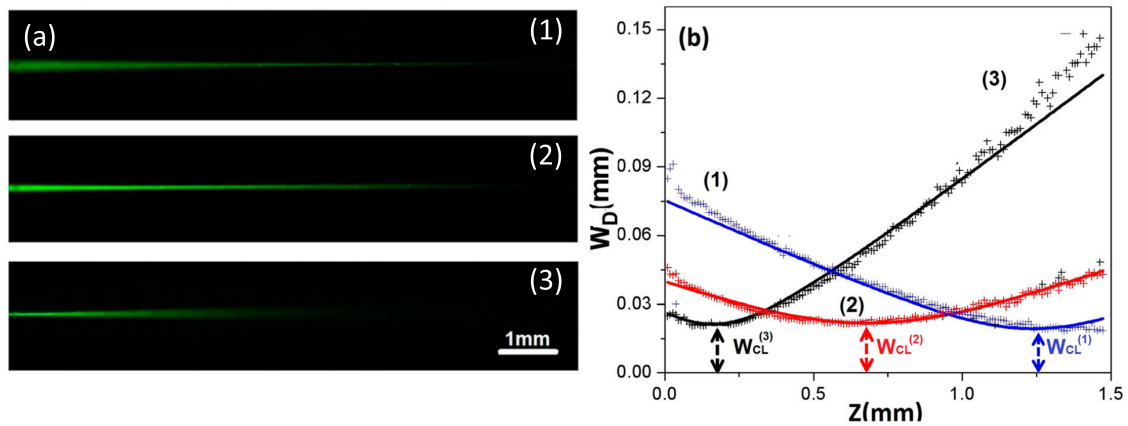 (a)
(1)
(2)
(3)
1mm
(b)
W_D(mm)
0.15
0.12
0.09
0.06
0.03
0.00
(3)
(1)
(2)
W_CL^(3)
W_CL^(2)
W_CL^(1)
0.0
0.5
1.0
1.5
Z(mm)